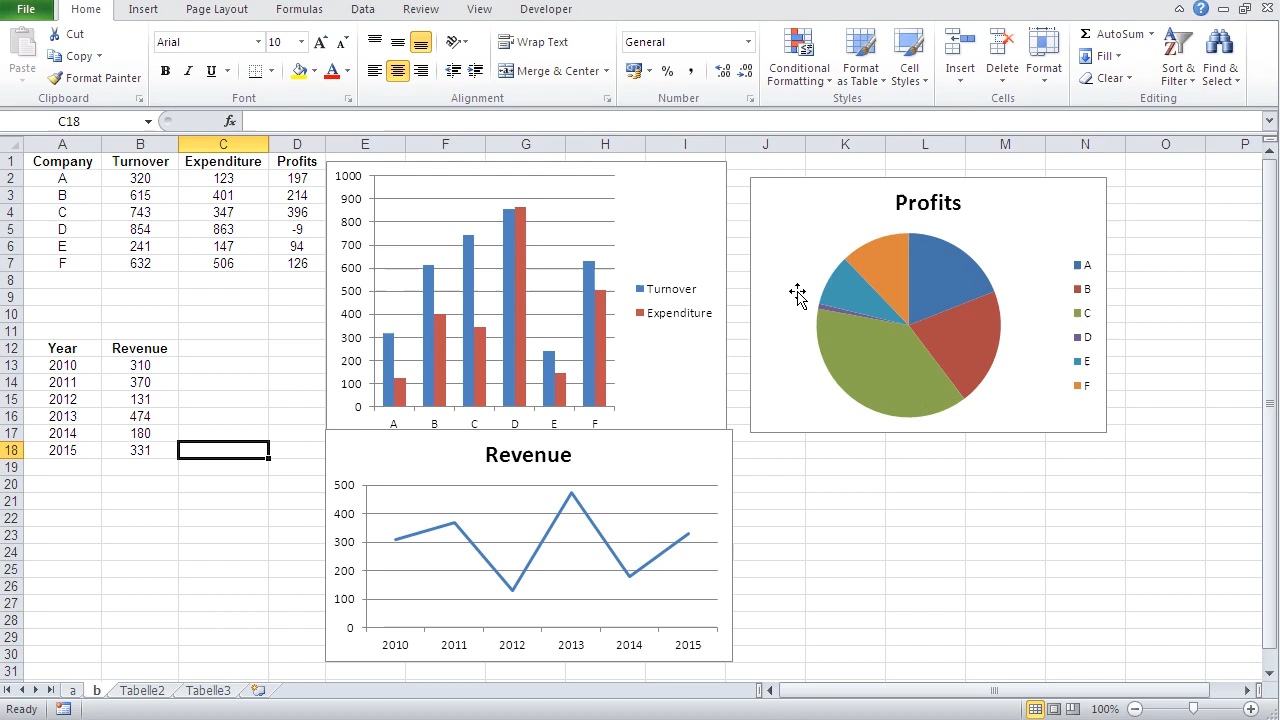 File Home Insert Page Layout Formulas Data Review View Developer
Paste Cut Copy Format Painter Clipboard
Arial 10 B I U A Font
Wrap Text Merge & Center Alignment
General % , Number
Conditional Formatting Format as Table Cell Styles Styles
Insert Delete Format Cells
AutoSum Fill Clear Sort & Filter Find & Select Editing
C18 fx
A B C D E F G H I J K L M N O P
1 Company Turnover Expenditure Profits
2 A 320 123 197
3 B 615 401 214
4 C 743 347 396
5 D 854 863 -9
6 E 241 147 94
7 F 632 506 126
8
9
10
11
12 Year Revenue
13 2010 310
14 2011 370
15 2012 131
16 2013 474
17 2014 180
18 2015 331
19
20
21
22
23
24
25
26
27
28
29
30
31
1000
900
800
700
600
500
400
300
200
100
0
A B C D E F
Turnover
Expenditure
Profits
A
B
C
D
E
F
Revenue
500
400
300
200
100
0
2010 2011 2012 2013 2014 2015
a b Tabelle2 Tabelle3
Ready 100%